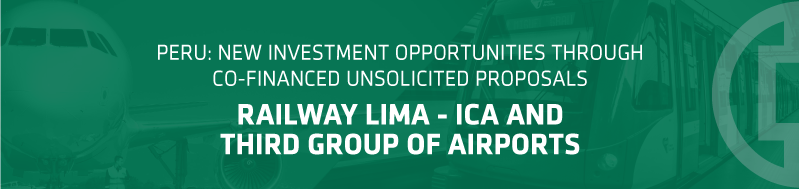 PERU: NEW INVESTMENT OPPORTUNITIES THROUGH
CO-FINANCED UNSOLICITED PROPOSALS
RAILWAY LIMA - ICA AND
THIRD GROUP OF AIRPORTS